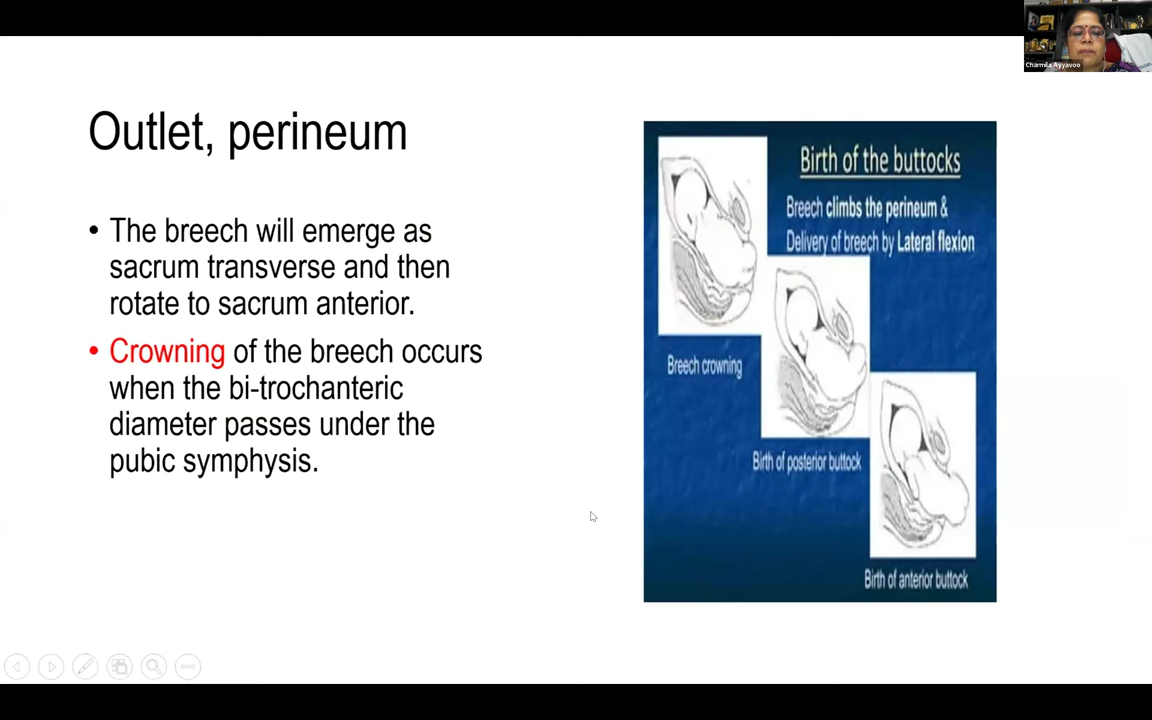 Charmila Ayyavoo
Outlet, perineum
• The breech will emerge as
sacrum transverse and then
rotate to sacrum anterior.
• Crowning of the breech occurs
when the bi-trochanteric
diameter passes under the
pubic symphysis.
Birth of the buttocks
Breech climbs the perineum &
Delivery of breech by Lateral flexion
Breech crowning
Birth of posterior buttock
Birth of anterior buttock